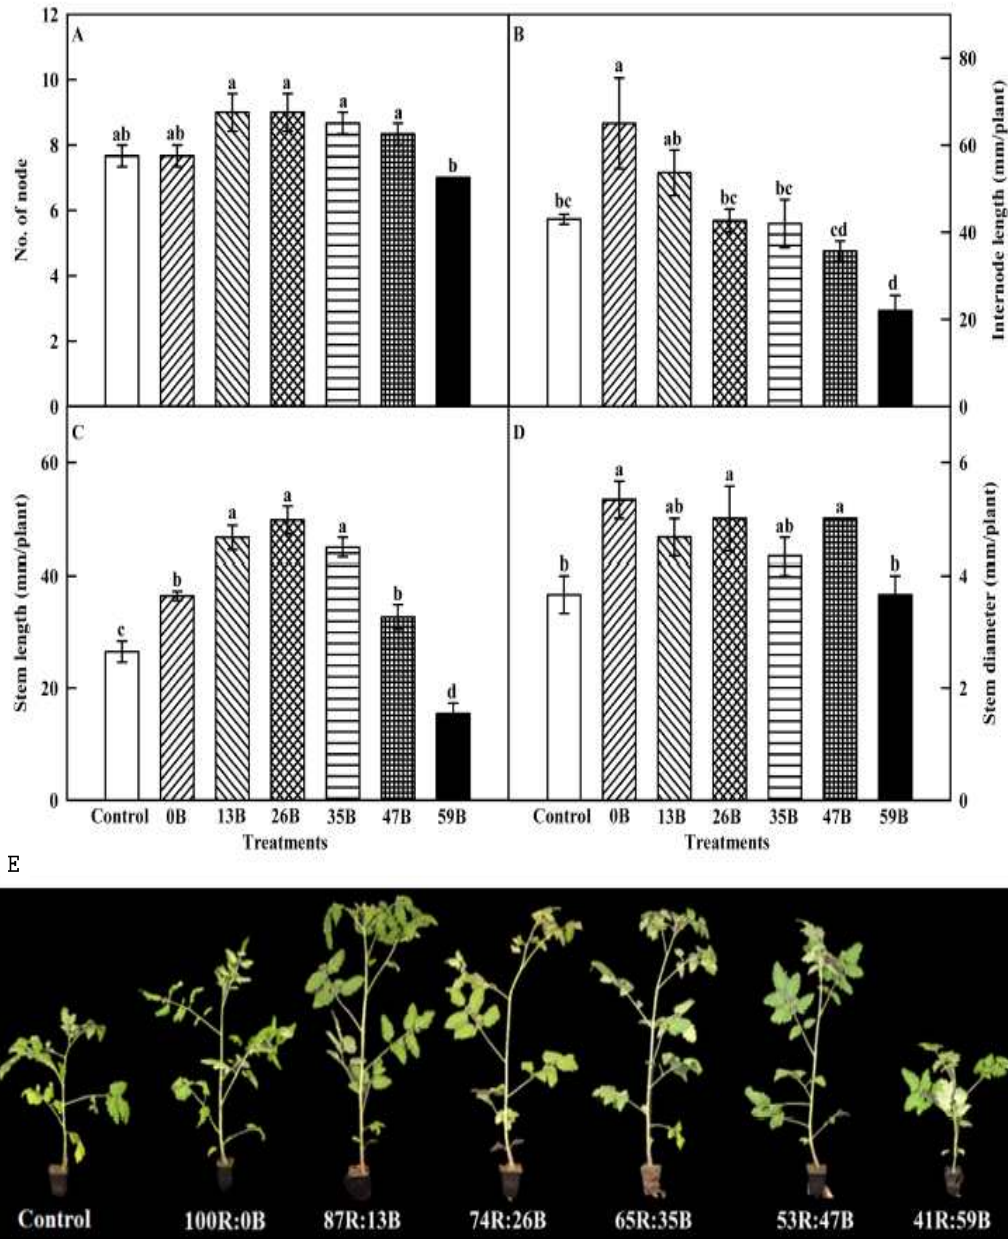 12
A
B
10
8
6
4
2
0
No. of node
ab
ab
a
a
a
a
b
80
60
40
20
0
Internode length (mm/plant)
bc
a
ab
bc
bc
cd
d
C
D
60
40
20
0
Stem length (mm/plant)
c
b
a
a
a
b
d
6
4
2
0
Stem diameter (mm/plant)
b
a
ab
a
ab
a
b
Control 0B 13B 26B 35B 47B 59B
Treatments
Control 0B 13B 26B 35B 47B 59B
Treatments
E
Control 100R:0B 87R:13B 74R:26B 65R:35B 53R:47B 41R:59B